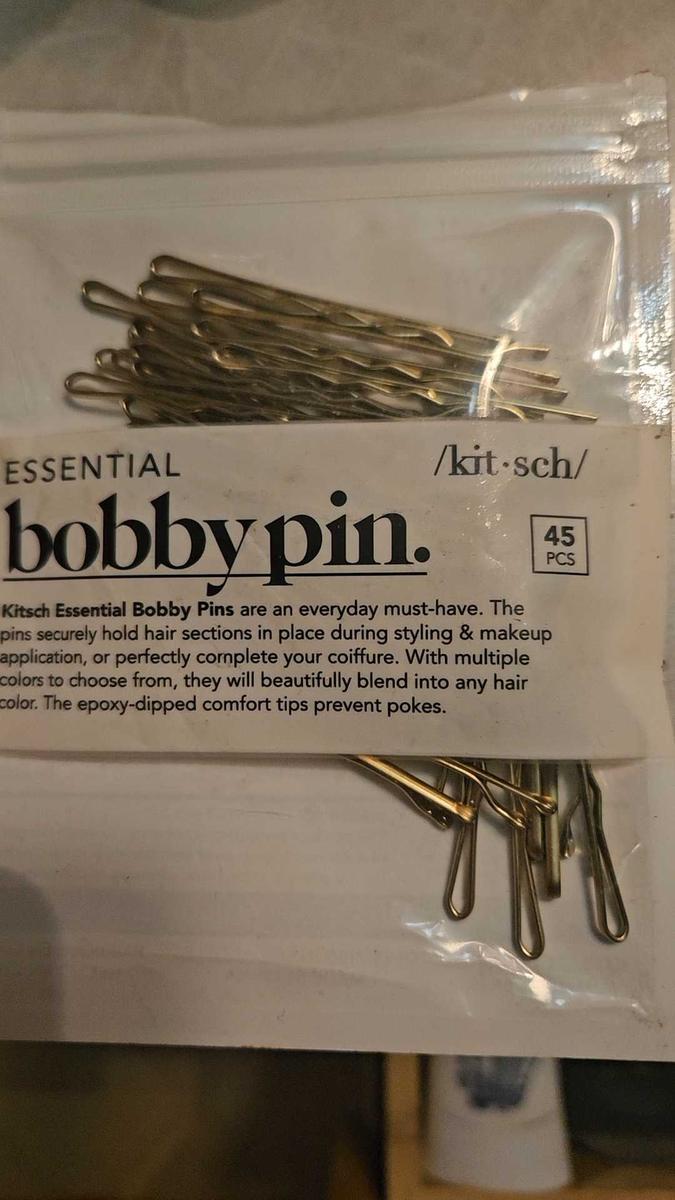 ESSENTIAL
/kit·sch/
bobby pin.
45
PCS
Kitsch Essential Bobby Pins are an everyday must-have. The
pins securely hold hair sections in place during styling & makeup
application, or perfectly complete your coiffure. With multiple
colors to choose from, they will beautifully blend into any hair
color. The epoxy-dipped comfort tips prevent pokes.